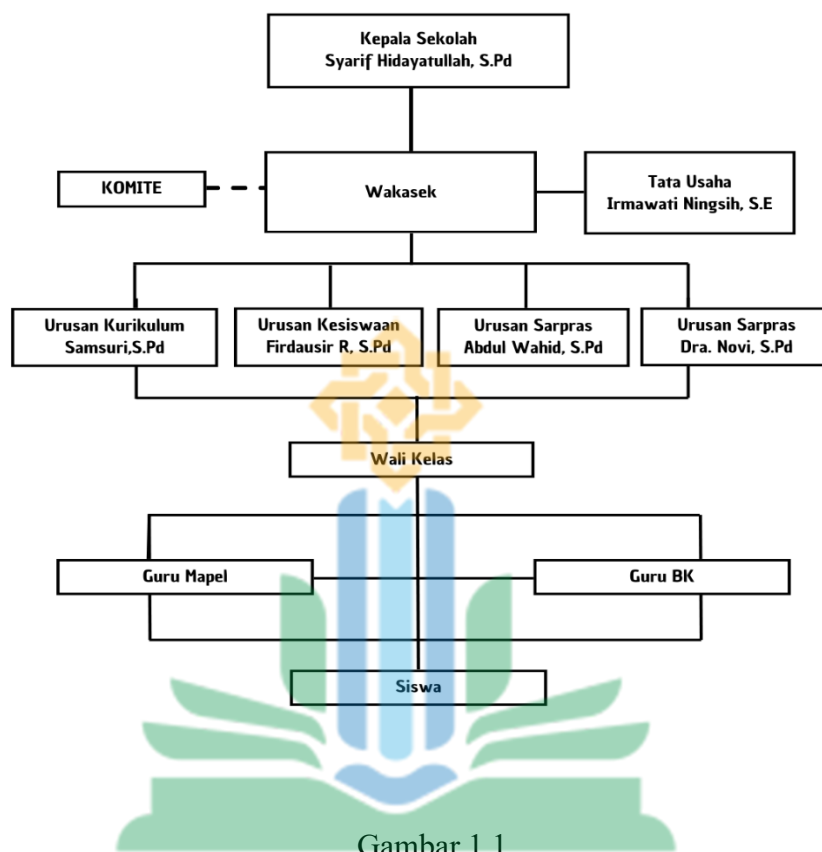 Kepala Sekolah
Syarif Hidayatullah, S.Pd
KOMITE
Wakasek
Tata Usaha
Irmawati Ningsih, S.E
Urusan Kurikulum
Samsuri,S.Pd
Urusan Kesiswaan
Firdausir R, S.Pd
Urusan Sarpras
Abdul Wahid, S.Pd
Urusan Sarpras
Dra. Novi, S.Pd
Wali Kelas
Guru Mapel
Guru BK
Siswa
Gambar 1.1